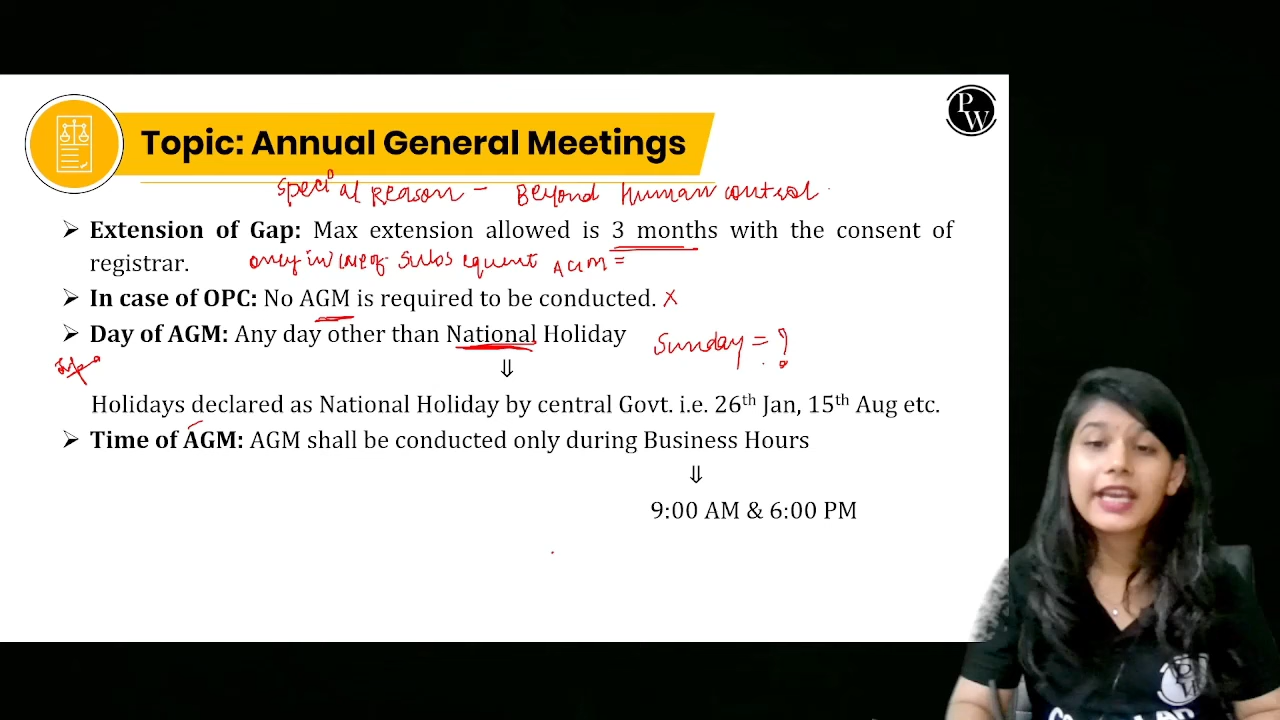 PW
Topic: Annual General Meetings
Special Reason - Beyond Human control
➢ Extension of Gap: Max extension allowed is 3 months with the consent of
registrar. only in case of Subsequent AGM =
➢ In case of OPC: No AGM is required to be conducted. X
➢ Day of AGM: Any day other than National Holiday Sunday = ?
⇓
Holidays declared as National Holiday by central Govt. i.e. 26th Jan, 15th Aug etc.
➢ Time of AGM: AGM shall be conducted only during Business Hours
⇓
9:00 AM & 6:00 PM
PW